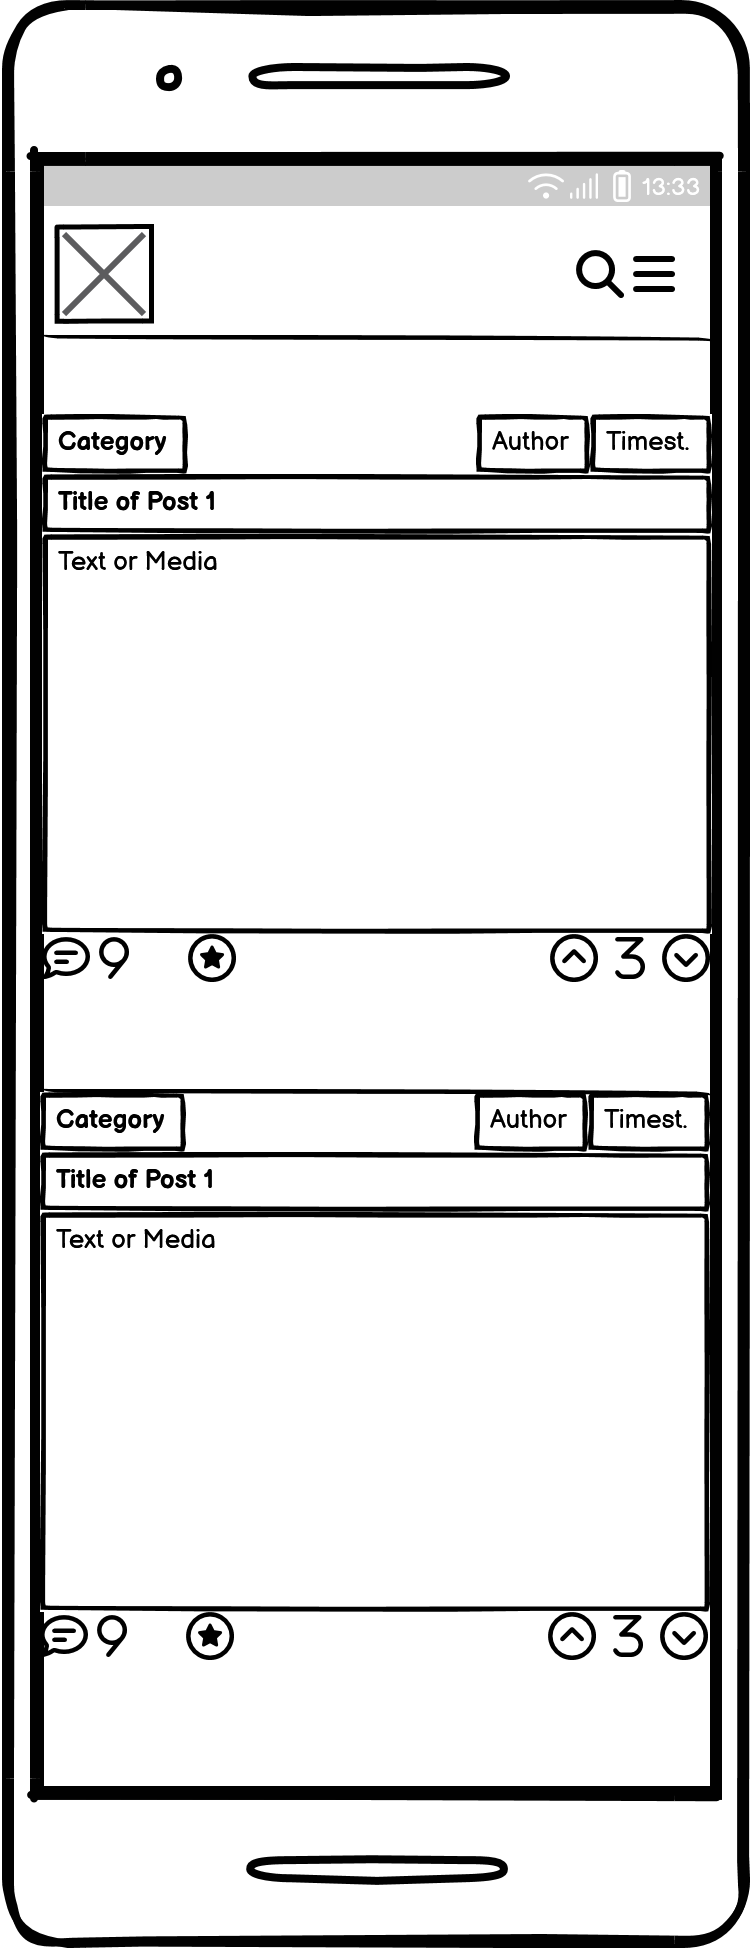 13:33
Category Author Timest.
Title of Post 1
Text or Media
9 3
Category Author Timest.
Title of Post 1
Text or Media
9 3